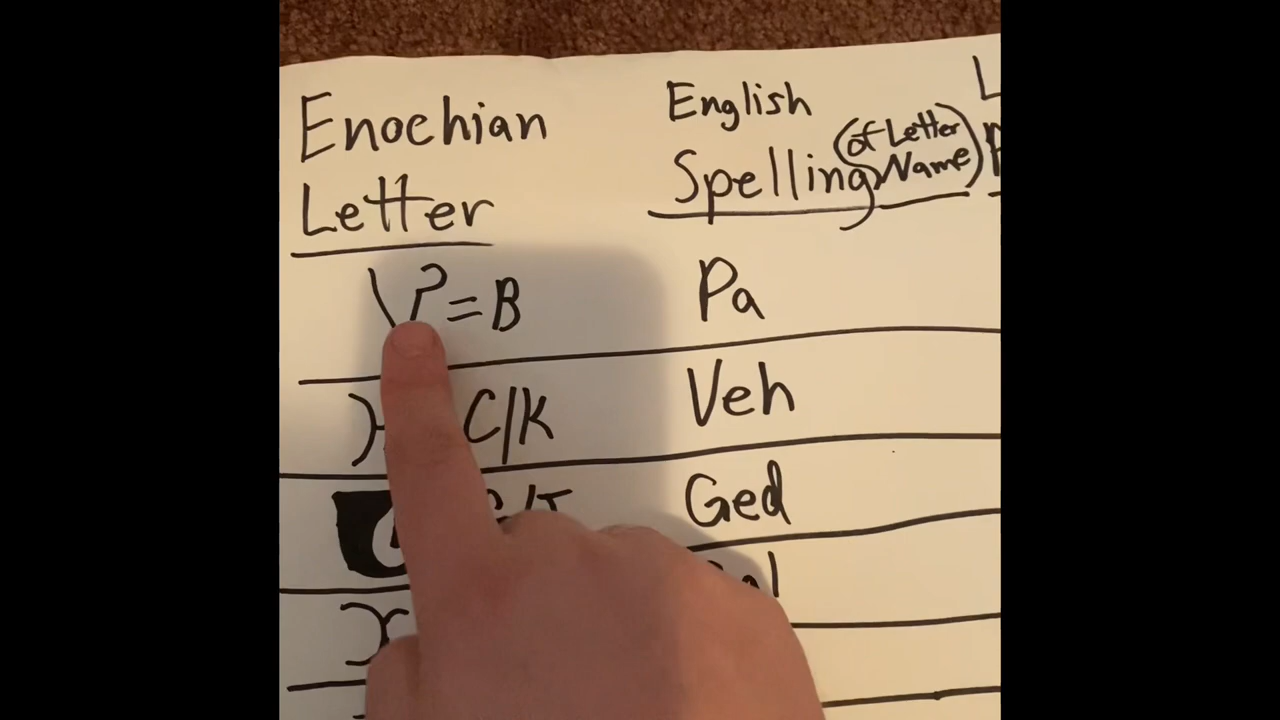 Enochian
Letter
English
Spelling (of Letter
Name)
= B
Pa
C/K
Veh
Ged